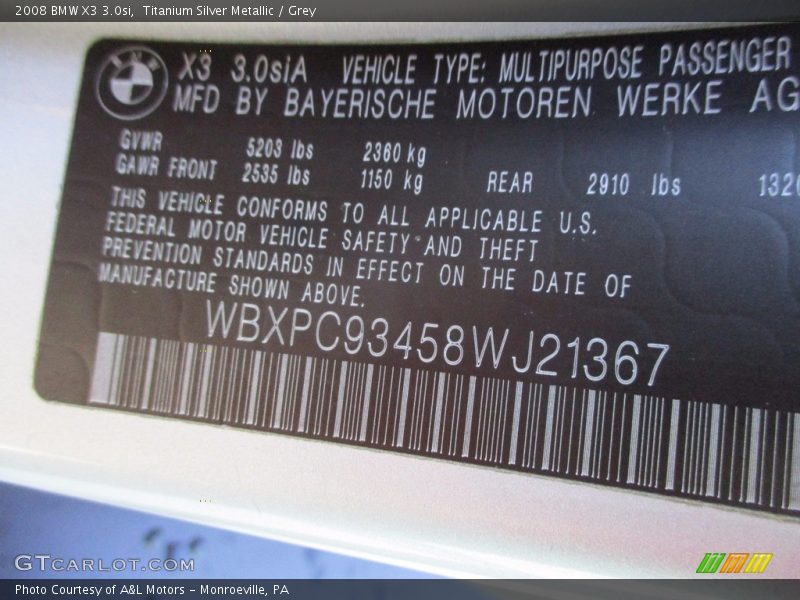 2008 BMW X3 3.0si, Titanium Silver Metallic / Grey
X3 3.0siA VEHICLE TYPE: MULTIPURPOSE PASSENGER
MFD BY BAYERISCHE MOTOREN WERKE AG
GVWR 5203 lbs 2360 kg
GAWR FRONT 2535 lbs 1150 kg REAR 2910 lbs 1320
THIS VEHICLE CONFORMS TO ALL APPLICABLE U.S.
FEDERAL MOTOR VEHICLE SAFETY AND THEFT
PREVENTION STANDARDS IN EFFECT ON THE DATE OF
MANUFACTURE SHOWN ABOVE.
WBXPC93458WJ21367
GTCARLOT.COM
Photo Courtesy of A&L Motors – Monroeville, PA